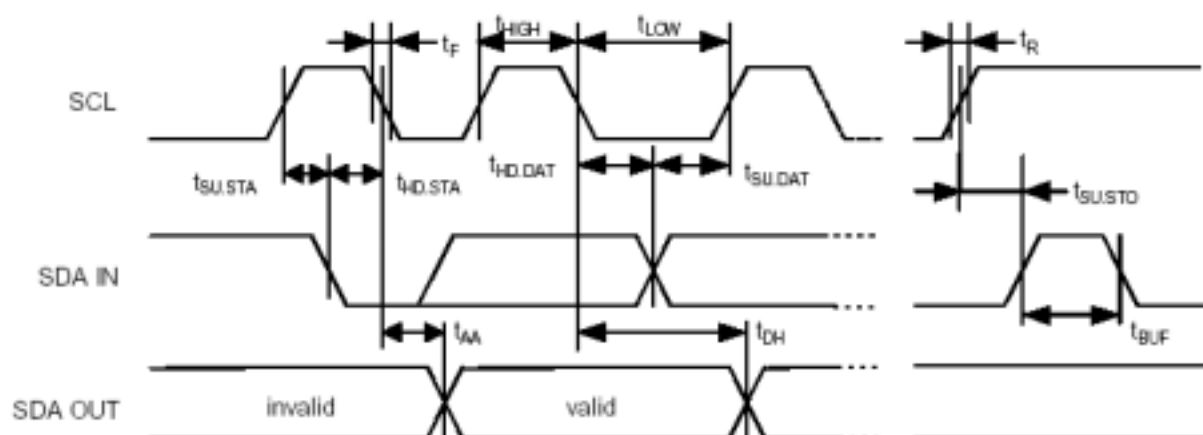 tHIGH tLOW
tF tR
SCL
tSU.STA tHD.STA tHD.DAT tSU.DAT tSU.STO
SDA IN
tAA tDH tBUF
SDA OUT invalid valid